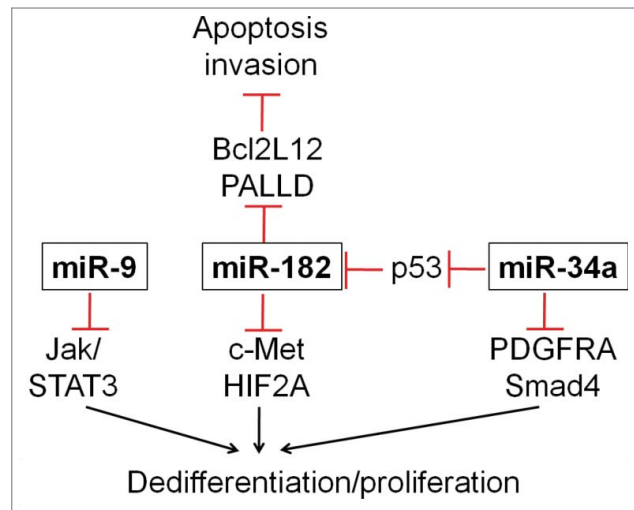 Apoptosis
invasion
Bcl2L12
PALLD
miR-9
miR-182
p53
miR-34a
Jak/
STAT3
c-Met
HIF2A
PDGFRA
Smad4
Dedifferentiation/proliferation